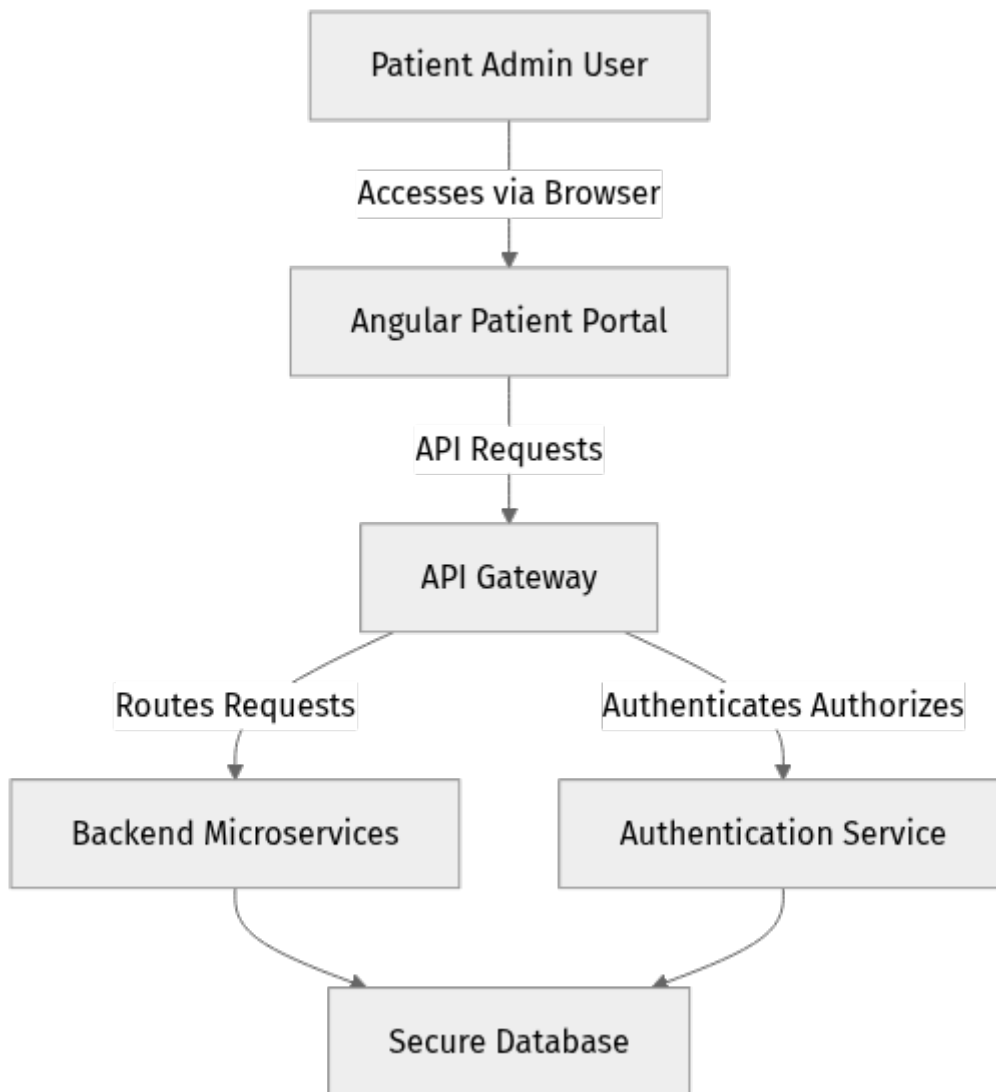 Patient Admin User
Accesses via Browser
Angular Patient Portal
API Requests
API Gateway
Routes Requests
Authenticates Authorizes
Backend Microservices
Authentication Service
Secure Database